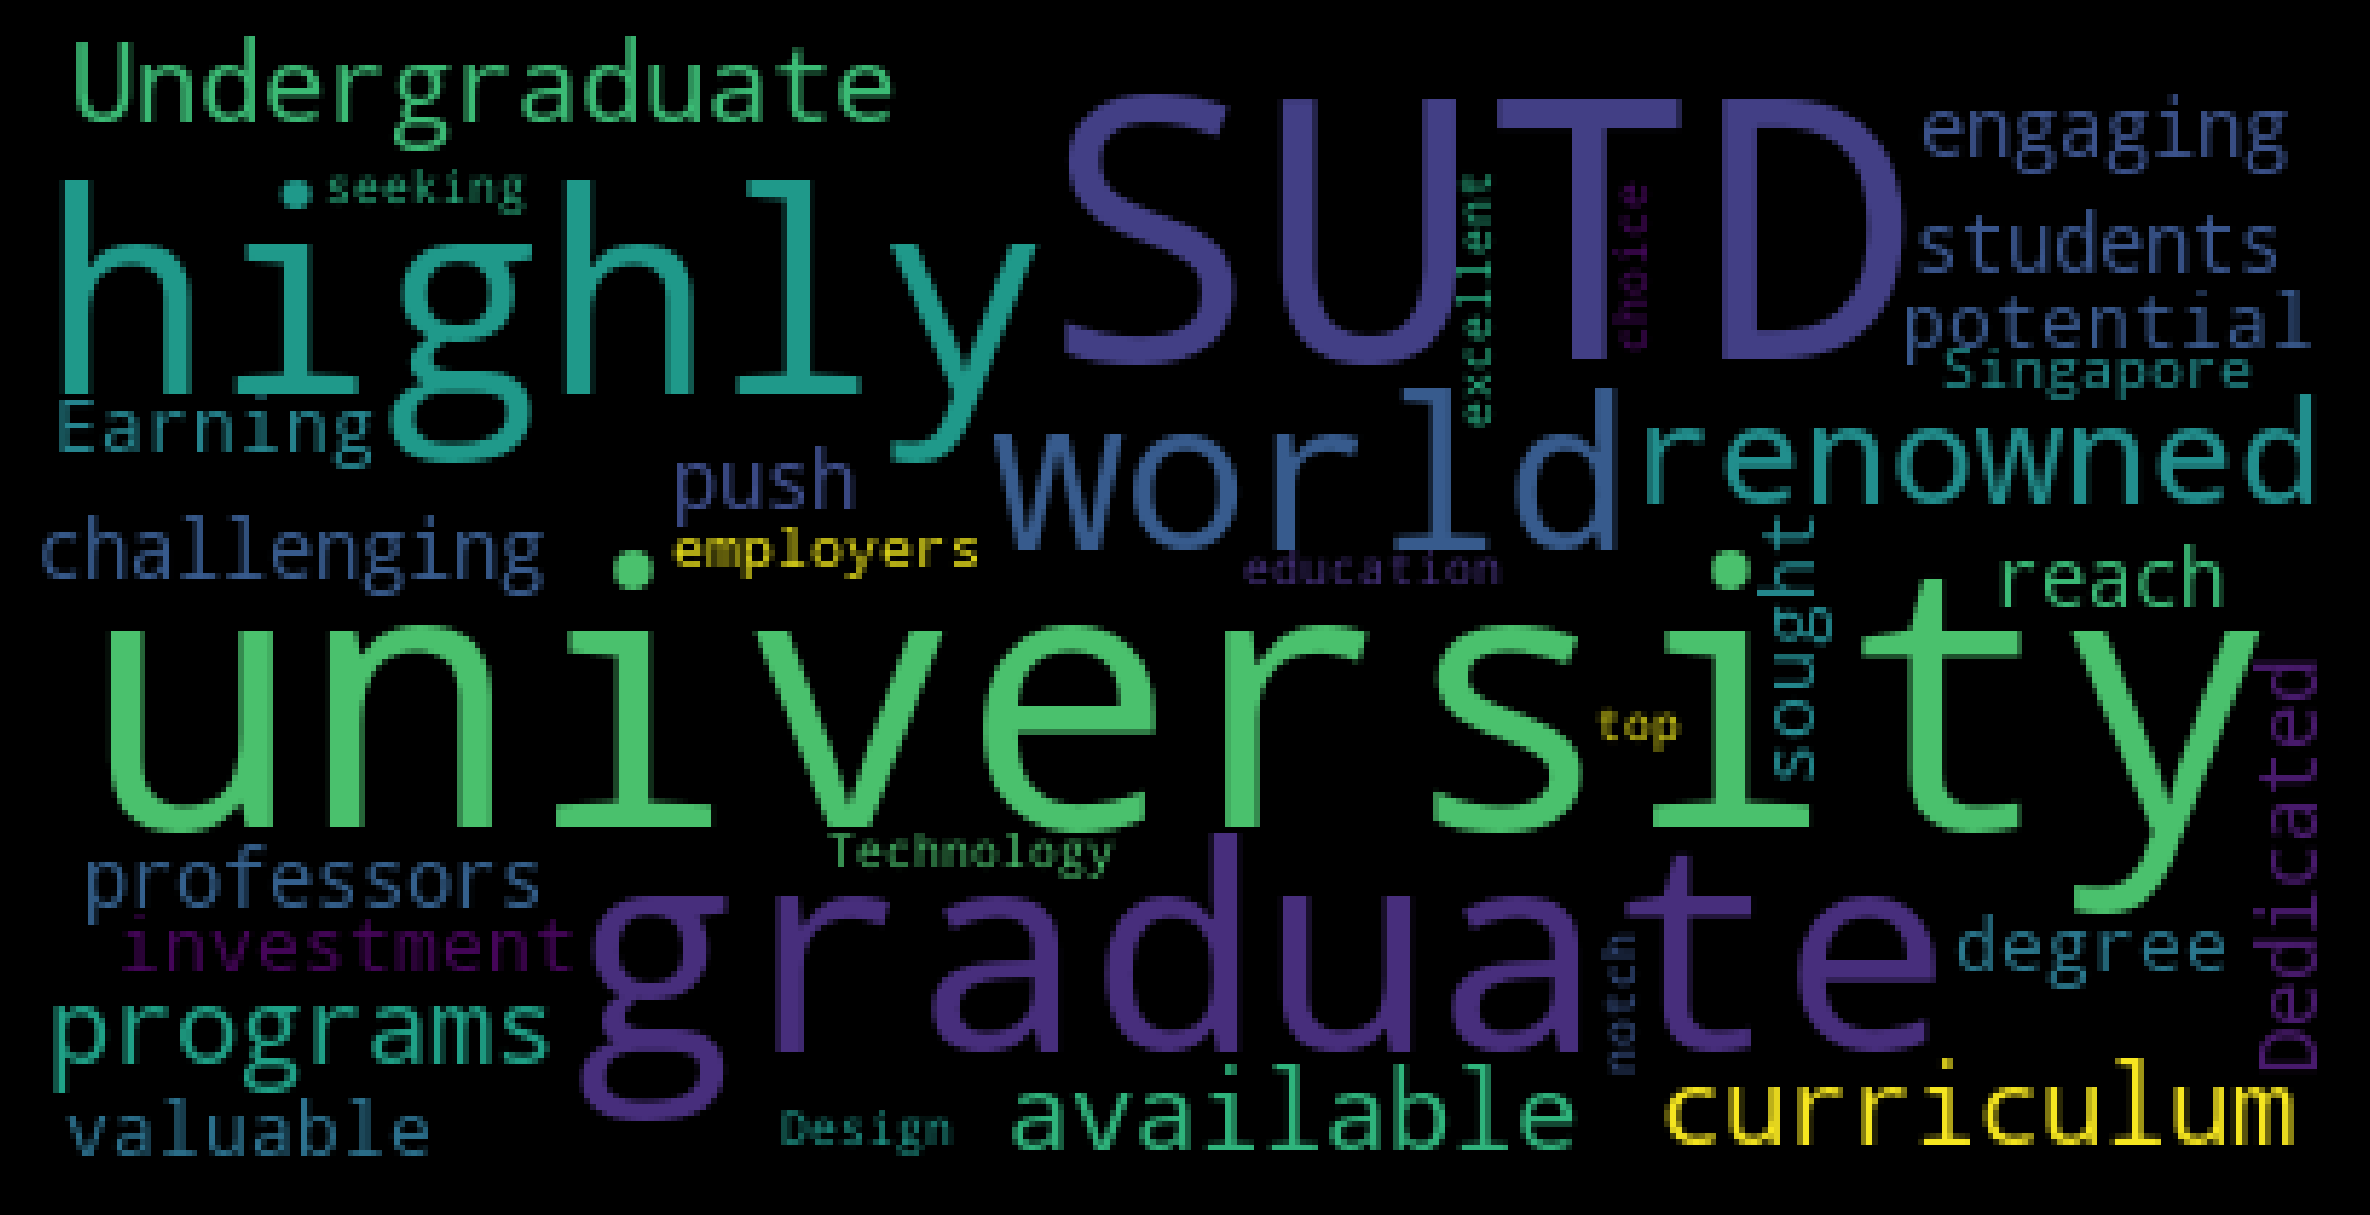 Undergraduate
SUTD
engaging
seeking
highly
excellent
choice
students
potential
Singapore
Earning
world
renowned
push
challenging
employers
education
sought
reach
university
top
Dedicated
Technology
professors
graduate
investment
notch
degree
programs
available
curriculum
valuable
Design